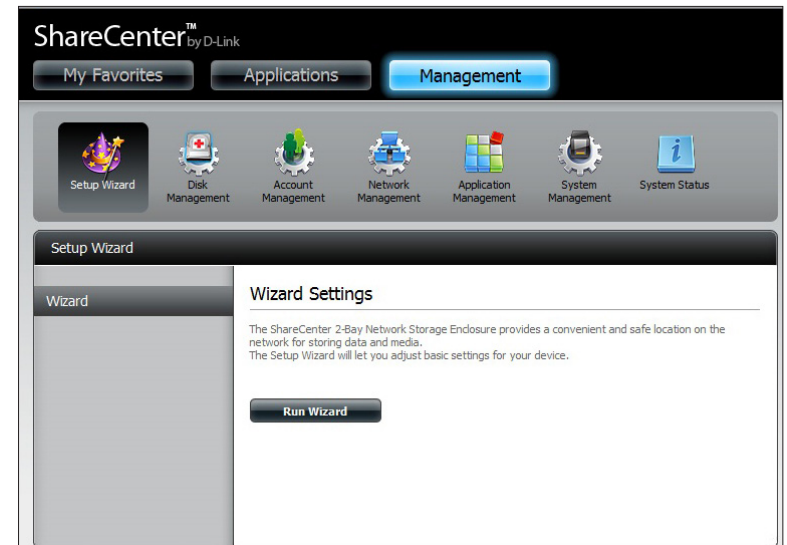 ShareCenter™ by D-Link
My Favorites Applications Management
Setup Wizard
Disk Management
Account Management
Network Management
Application Management
System Management
System Status
Setup Wizard
Wizard
Wizard Settings
The ShareCenter 2-Bay Network Storage Enclosure provides a convenient and safe location on the
network for storing data and media.
The Setup Wizard will let you adjust basic settings for your device.
Run Wizard